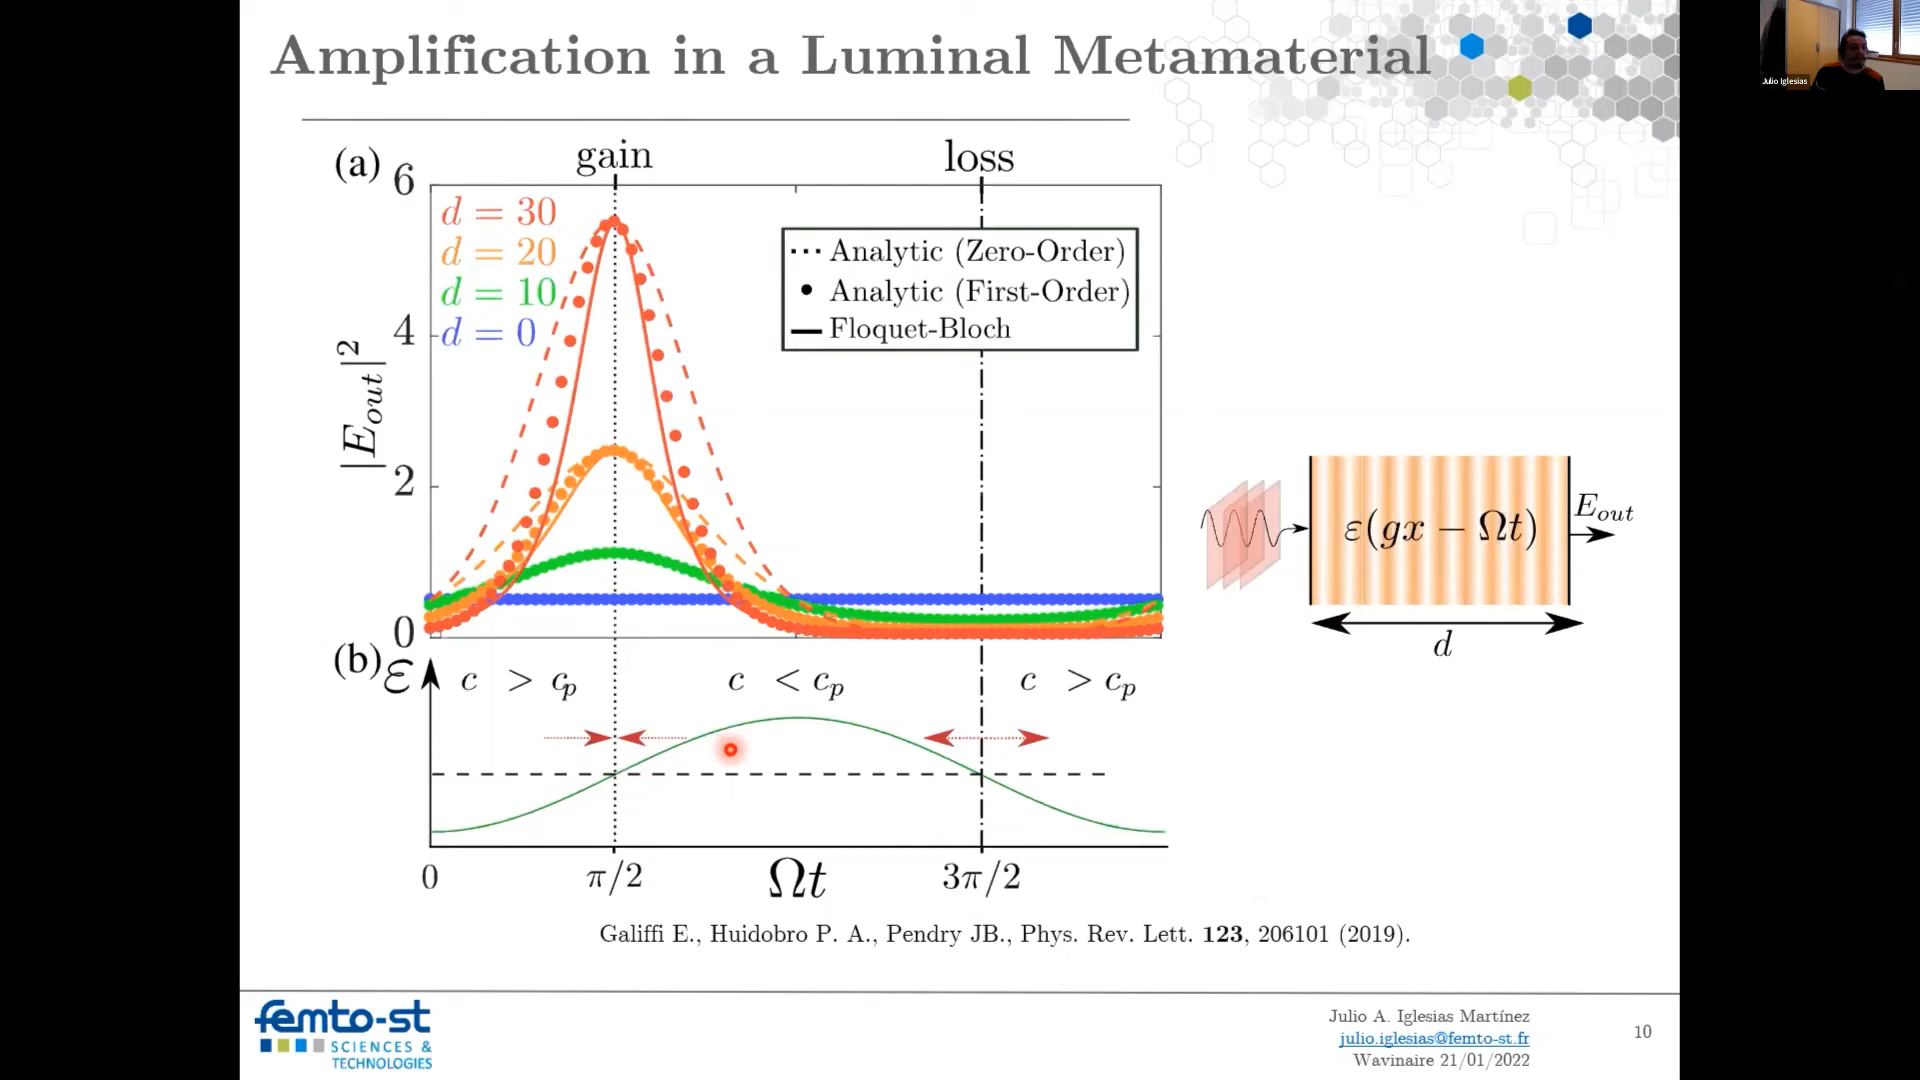 Amplification in a Luminal Metamaterial
Julio Iglesias
(a)
gain
loss
6
4
2
0
|E_out|²
d = 30
d = 20
d = 10
d = 0
Analytic (Zero-Order)
Analytic (First-Order)
Floquet-Bloch
ε(gx − Ωt)
E_out
d
(b)
ε
c > c_p
c < c_p
c > c_p
0
π/2
Ωt
3π/2
Galiffi E., Huidobro P. A., Pendry JB., Phys. Rev. Lett. 123, 206101 (2019).
femto-st
SCIENCES &
TECHNOLOGIES
Julio A. Iglesias Martínez
julio.iglesias@femto-st.fr
Wavinaire 21/01/2022
10